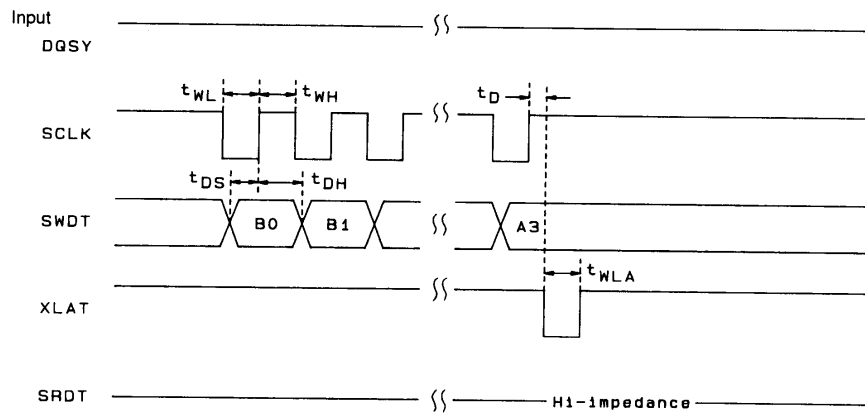 Input
DQSY
tWL tWH tD
SCLK
tDS tDH
SWDT B0 B1 A3
tWLA
XLAT
SRDT Hi-impedance